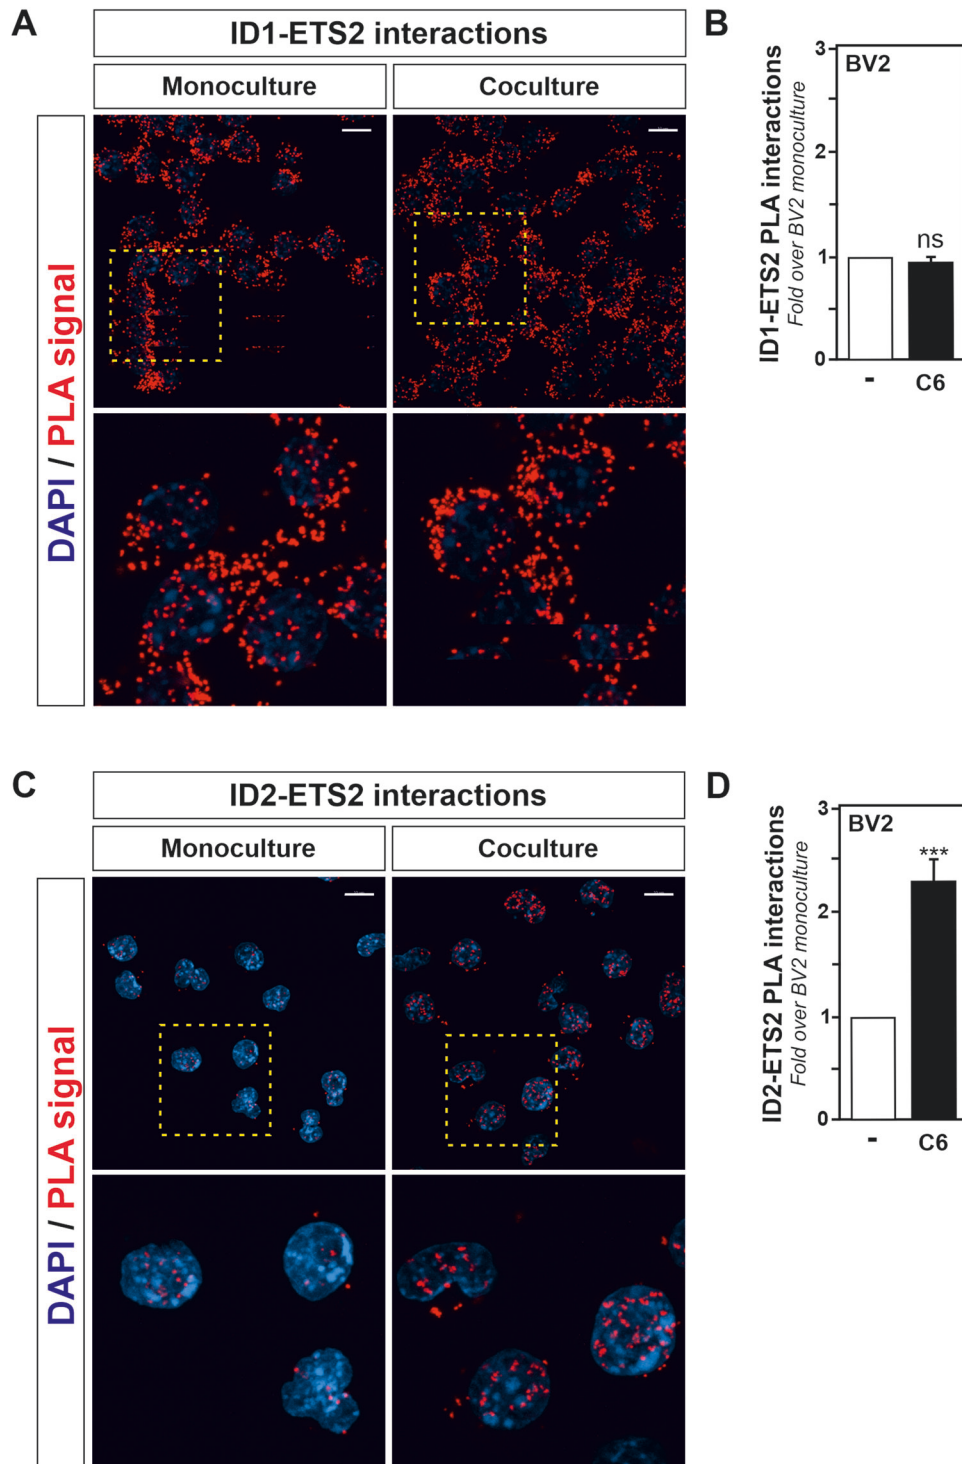 A
ID1-ETS2 interactions
Monoculture
Coculture
DAPI / PLA signal
B
ID1-ETS2 PLA interactions
Fold over BV2 monoculture
3
2
1
0
BV2
ns
-
C6
C
ID2-ETS2 interactions
Monoculture
Coculture
DAPI / PLA signal
D
ID2-ETS2 PLA interactions
Fold over BV2 monoculture
3
2
1
0
BV2
***
-
C6